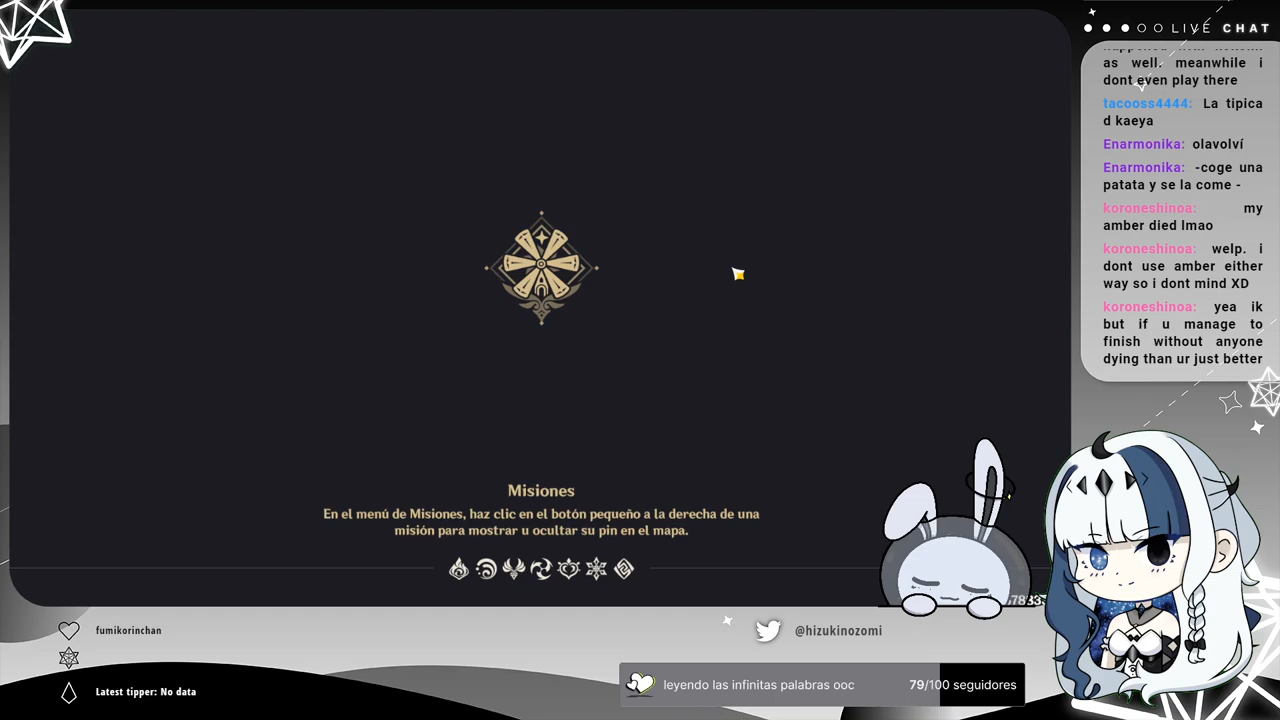 LIVE CHAT
as well. meanwhile i
dont even play there
tacooss4444: La tipica
d kaeya
Enarmonika: olavolví
Enarmonika: -coge una
patata y se la come -
koroneshinoa: my
amber died lmao
koroneshinoa: welp. i
dont use amber either
way so i dont mind XD
koroneshinoa: yea ik
but if u manage to
finish without anyone
dying than ur just better
Misiones
En el menú de Misiones, haz clic en el botón pequeño a la derecha de una
misión para mostrar u ocultar su pin en el mapa.
fumikorinchan
@hizukinozomi
leyendo las infinitas palabras ooc 79/100 seguidores
Latest tipper: No data